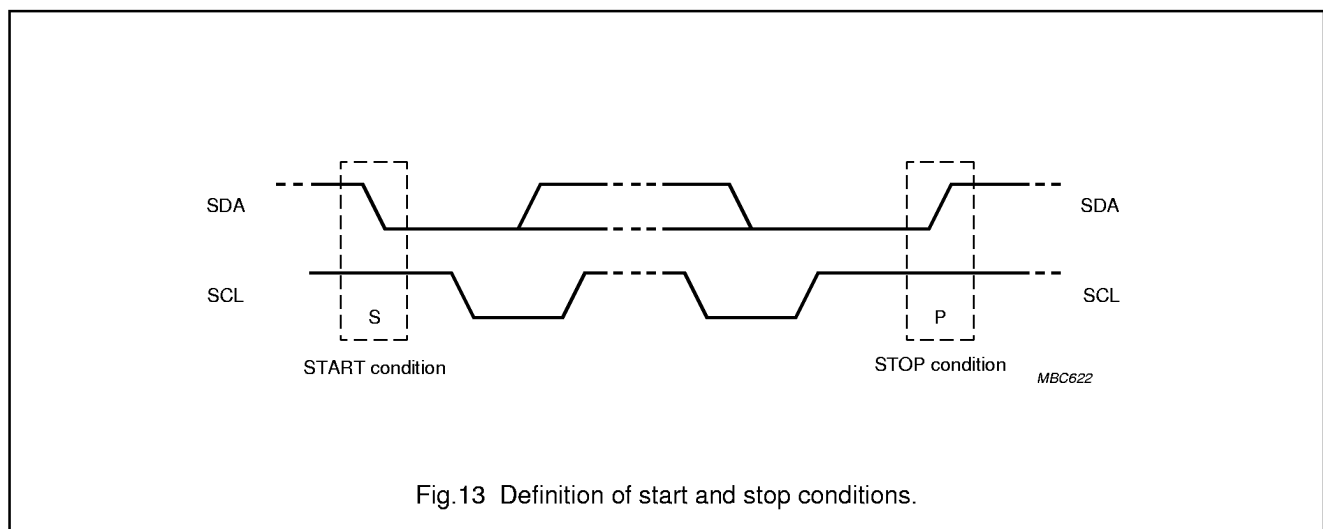 SDA SDA
SCL SCL
S P
START condition STOP condition
MBC622
Fig.13 Definition of start and stop conditions.